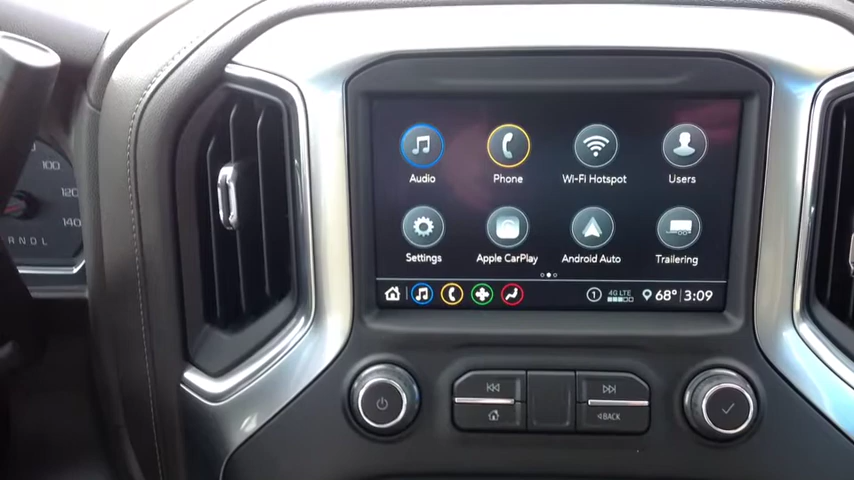 100
120
140
R N D L
Audio
Phone
Wi-Fi Hotspot
Users
Settings
Apple CarPlay
Android Auto
Trailering
1 4G LTE 68° 3:09
BACK